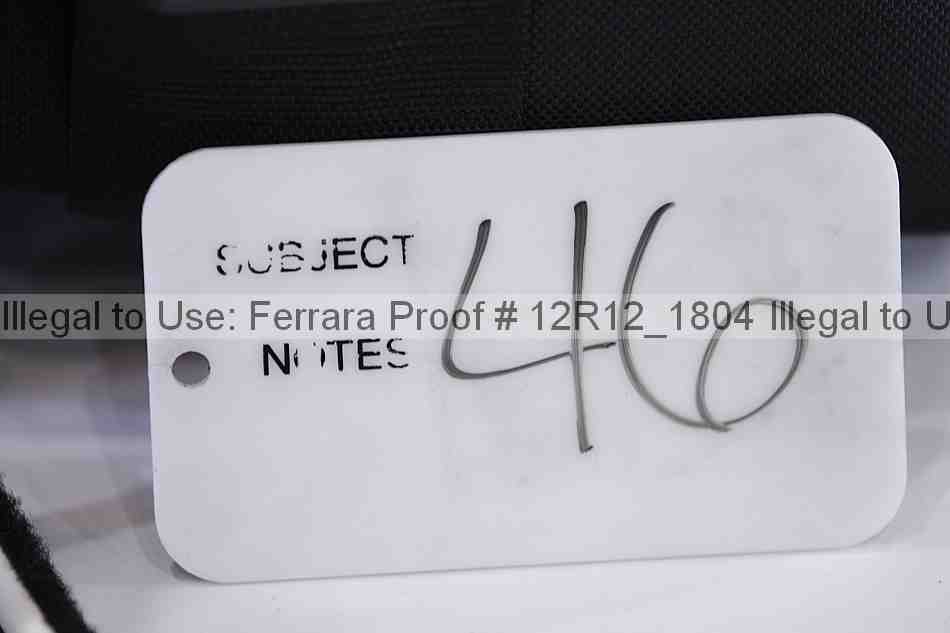 SUBJECT 46
Illegal to Use: Ferrara Proof # 12R12_1804 Illegal to U
NOTES